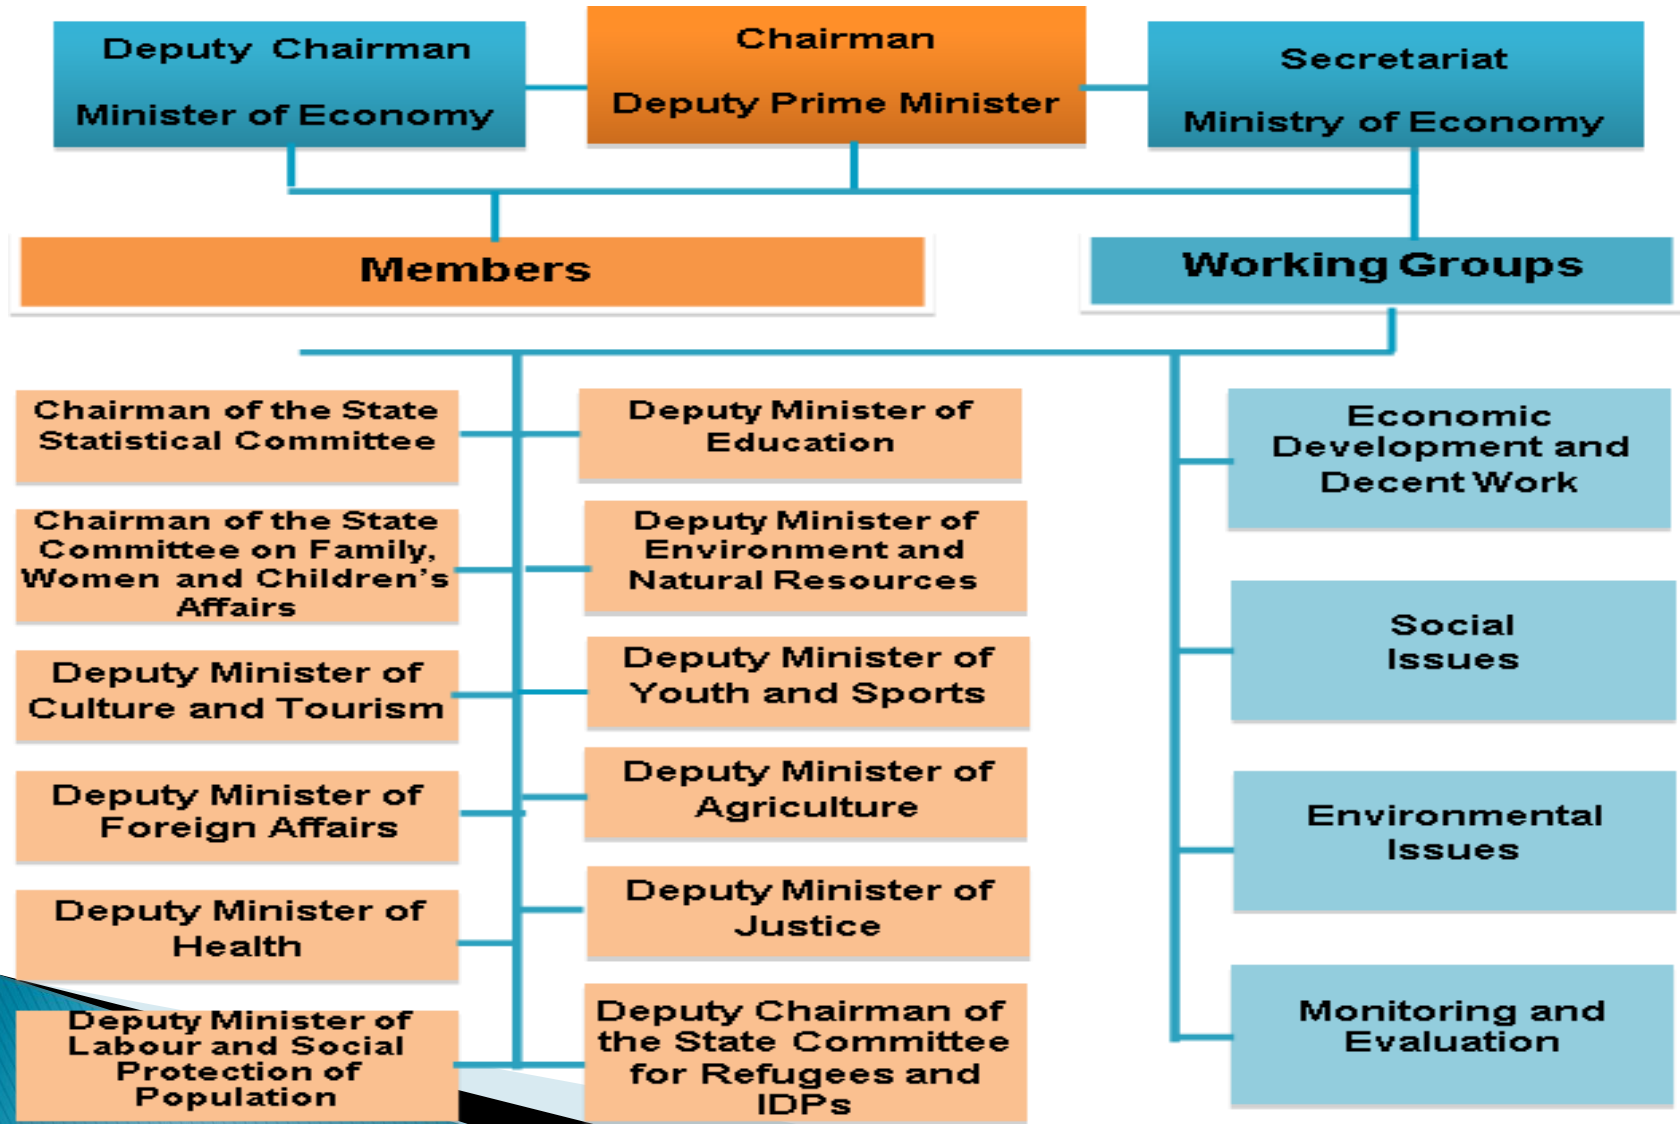 Deputy Chairman
Minister of Economy
Chairman
Deputy Prime Minister
Secretariat
Ministry of Economy
Members
Working Groups
Chairman of the State
Statistical Committee
Chairman of the State
Committee on Family,
Women and Children’s
Affairs
Deputy Minister of
Culture and Tourism
Deputy Minister of
Foreign Affairs
Deputy Minister of
Health
Deputy Minister of
Labour and Social
Protection of
Population
Deputy Minister of
Education
Deputy Minister of
Environment and
Natural Resources
Deputy Minister of
Youth and Sports
Deputy Minister of
Agriculture
Deputy Minister of
Justice
Deputy Chairman of
the State Committee
for Refugees and
IDPs
Economic
Development and
Decent Work
Social
Issues
Environmental
Issues
Monitoring and
Evaluation